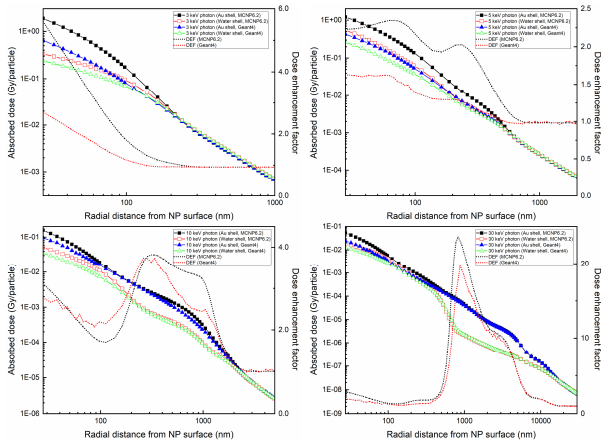 3 keV photon (Au shell, MCNP6.2)
3 keV photon (Water shell, MCNP6.2)
3 keV photon (Au shell, Geant4)
3 keV photon (Water shell, Geant4)
DEF (MCNP6.2)
DEF (Geant4)
Absorbed dose (Gy/particle)
1E+00
1E-01
1E-02
1E-03
6.0
5.0
4.0
3.0
2.0
1.0
0.0
Dose enhancement factor
100
1000
Radial distance from NP surface (nm)
5 keV photon (Au shell, MCNP6.2)
5 keV photon (Water shell, MCNP6.2)
5 keV photon (Au shell, Geant4)
5 keV photon (Water shell, Geant4)
DEF (MCNP6.2)
DEF (Geant4)
Absorbed dose (Gy/particle)
1E+00
1E-01
1E-02
1E-03
1E-04
2.5
2.0
1.5
1.0
0.5
0.0
Dose enhancement factor
100
1000
Radial distance from NP surface (nm)
10 keV photon (Au shell, MCNP6.2)
10 keV photon (Water shell, MCNP6.2)
10 keV photon (Au shell, Geant4)
10 keV photon (Water shell, Geant4)
DEF (MCNP6.2)
DEF (Geant4)
Absorbed dose (Gy/particle)
1E-01
1E-02
1E-03
1E-04
1E-05
1E-06
4.0
3.0
2.0
1.0
0.0
Dose enhancement factor
100
1000
Radial distance from NP surface (nm)
30 keV photon (Au shell, MCNP6.2)
30 keV photon (Water shell, MCNP6.2)
30 keV photon (Au shell, Geant4)
30 keV photon (Water shell, Geant4)
DEF (MCNP6.2)
DEF (Geant4)
Absorbed dose (Gy/particle)
1E-01
1E-02
1E-03
1E-04
1E-05
1E-06
1E-07
1E-08
1E-09
20
10
0
Dose enhancement factor
100
1000
10000
Radial distance from NP surface (nm)